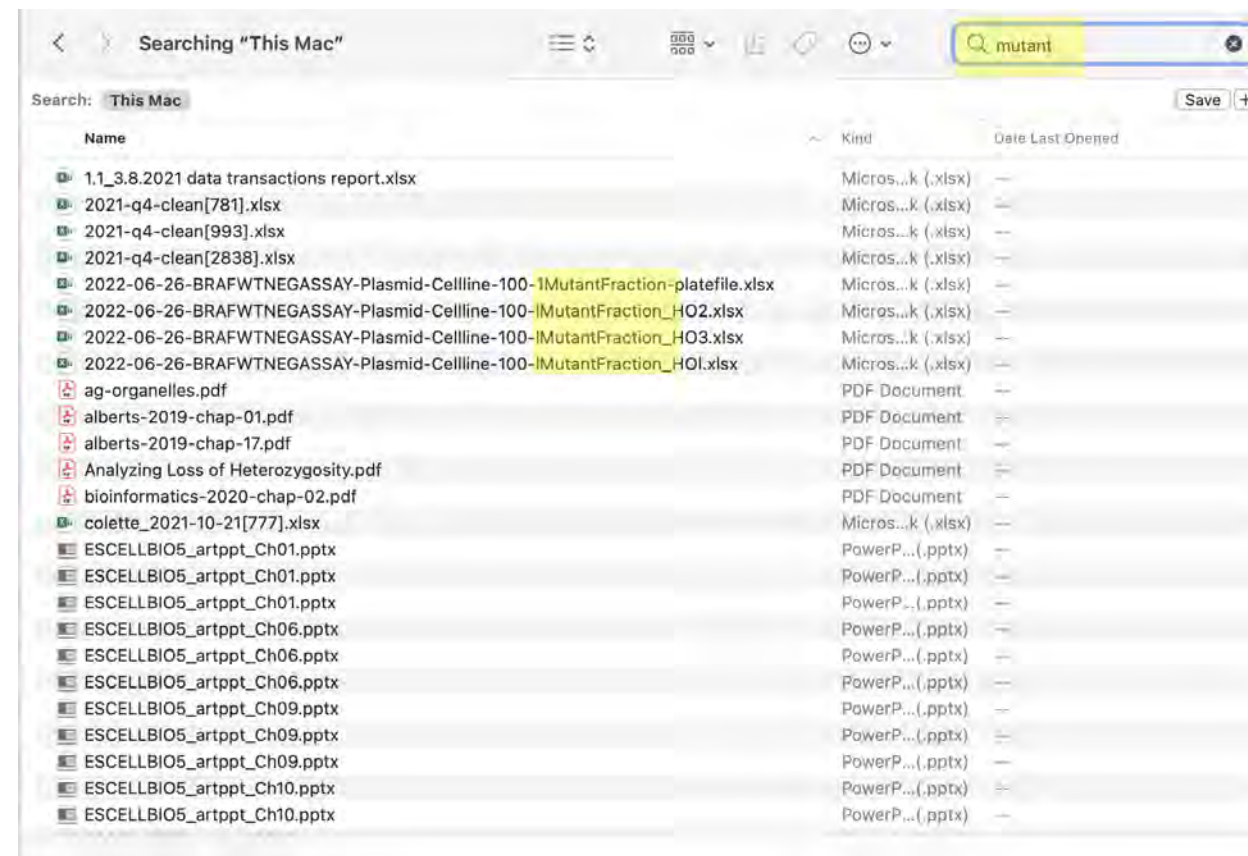 Searching “This Mac”
mutant
Search: This Mac
Save +
Name Kind Date Last Opened
1.1_3.8.2021 data transactions report.xlsx Micros...k (.xlsx) --
2021-q4-clean[781].xlsx Micros...k (.xlsx) --
2021-q4-clean[993].xlsx Micros...k (.xlsx) --
2021-q4-clean[2838].xlsx Micros...k (.xlsx) --
2022-06-26-BRAFWTNEGASSAY-Plasmid-Cellline-100-1MutantFraction-platefile.xlsx Micros...k (.xlsx) --
2022-06-26-BRAFWTNEGASSAY-Plasmid-Cellline-100-lMutantFraction_HO2.xlsx Micros...k (.xlsx) --
2022-06-26-BRAFWTNEGASSAY-Plasmid-Cellline-100-lMutantFraction_HO3.xlsx Micros...k (.xlsx) --
2022-06-26-BRAFWTNEGASSAY-Plasmid-Cellline-100-lMutantFraction_HOl.xlsx Micros...k (.xlsx) --
ag-organelles.pdf PDF Document --
alberts-2019-chap-01.pdf PDF Document --
alberts-2019-chap-17.pdf PDF Document --
Analyzing Loss of Heterozygosity.pdf PDF Document --
bioinformatics-2020-chap-02.pdf PDF Document --
colette_2021-10-21[777].xlsx Micros...k (.xlsx) --
ESCELLBIO5_artppt_Ch01.pptx PowerP...(.pptx) --
ESCELLBIO5_artppt_Ch01.pptx PowerP...(.pptx) --
ESCELLBIO5_artppt_Ch01.pptx PowerP...(.pptx) --
ESCELLBIO5_artppt_Ch06.pptx PowerP...(.pptx) --
ESCELLBIO5_artppt_Ch06.pptx PowerP...(.pptx) --
ESCELLBIO5_artppt_Ch06.pptx PowerP...(.pptx) --
ESCELLBIO5_artppt_Ch09.pptx PowerP...(.pptx) --
ESCELLBIO5_artppt_Ch09.pptx PowerP...(.pptx) --
ESCELLBIO5_artppt_Ch09.pptx PowerP...(.pptx) --
ESCELLBIO5_artppt_Ch10.pptx PowerP...(.pptx) --
ESCELLBIO5_artppt_Ch10.pptx PowerP...(.pptx) --